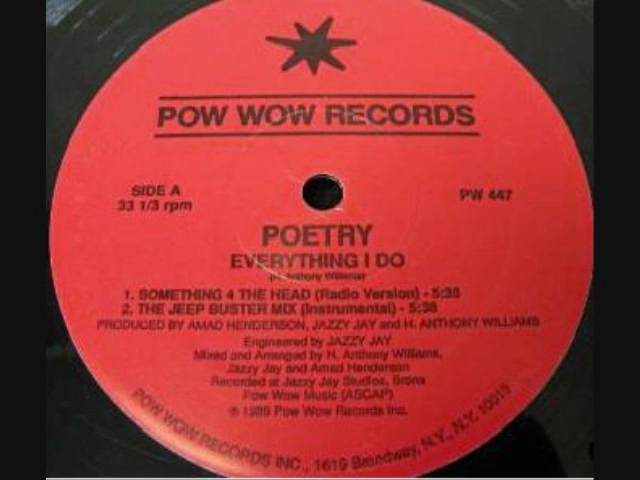 POW WOW RECORDS
SIDE A
33 1/3 rpm
PW 447
POETRY
EVERYTHING I DO
(H. Anthony Williams)
1. SOMETHING 4 THE HEAD (Radio Version) - 5:38
2. THE JEEP BUSTER MIX (Instrumental) - 5:38
PRODUCED BY AMAD HENDERSON, JAZZY JAY and H. ANTHONY WILLIAMS
Engineered by JAZZY JAY
Mixed and Arranged by H. Anthony Williams,
Jazzy Jay and Amad Henderson
Recorded at Jazzy Jay Studios, Bronx
Pow Wow Music (ASCAP)
℗ 1989 Pow Wow Records Inc.
POW WOW RECORDS INC., 1619 Broadway, N.Y., N.Y. 10019